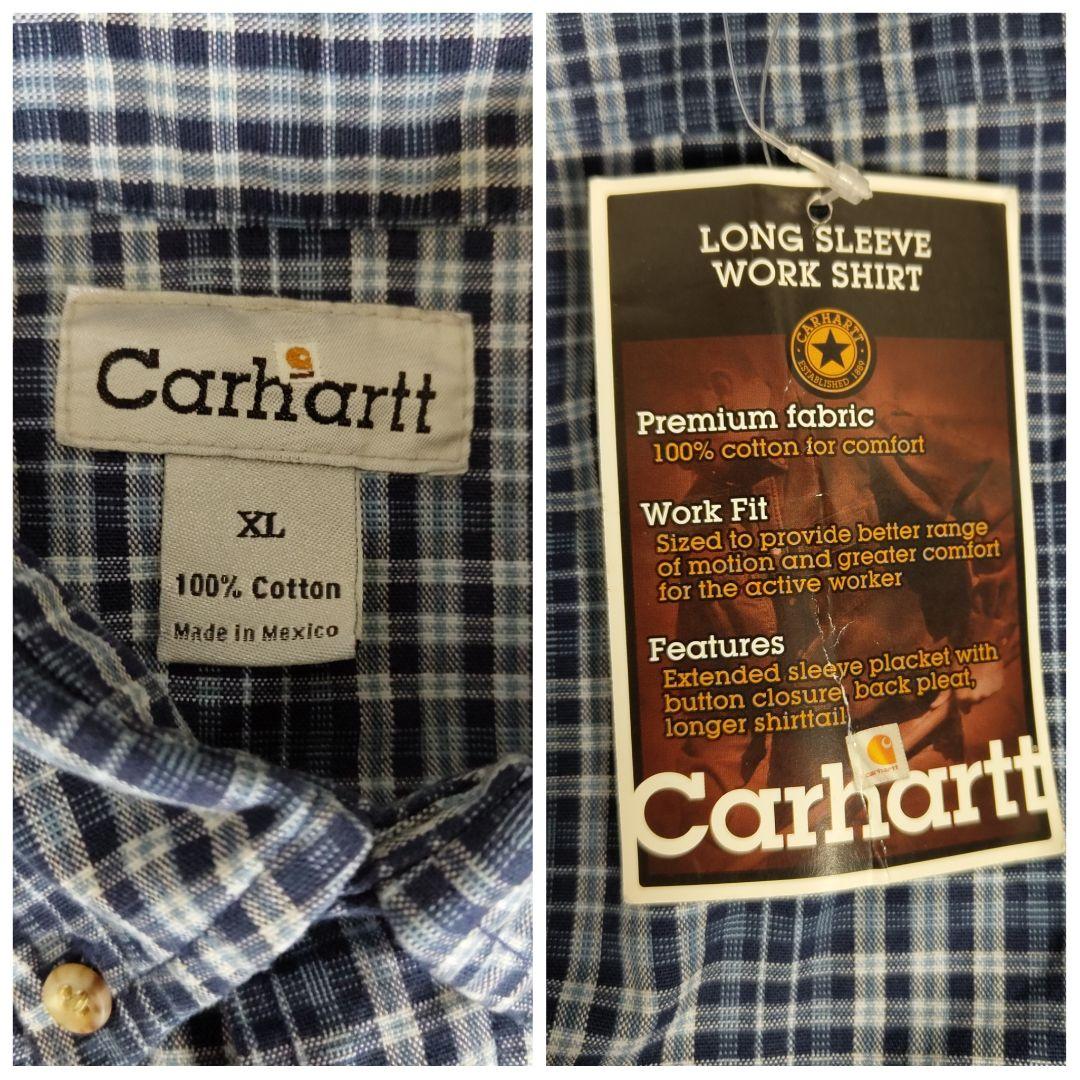 Carhartt
XL
100% Cotton
Made in Mexico
LONG SLEEVE
WORK SHIRT
CARHARTT
ESTABLISHED 1889
Premium fabric
100% cotton for comfort
Work Fit
Sized to provide better range
of motion and greater comfort
for the active worker
Features
Extended sleeve placket with
button closure, back pleat,
longer shirttail
carhartt
Carhartt